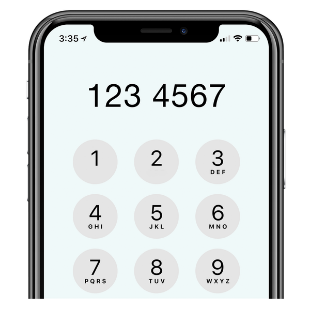 3:35
123 4567
1 2 3
DEF
4 5 6
GHI JKL MNO
7 8 9
PQRS TUV WXYZ